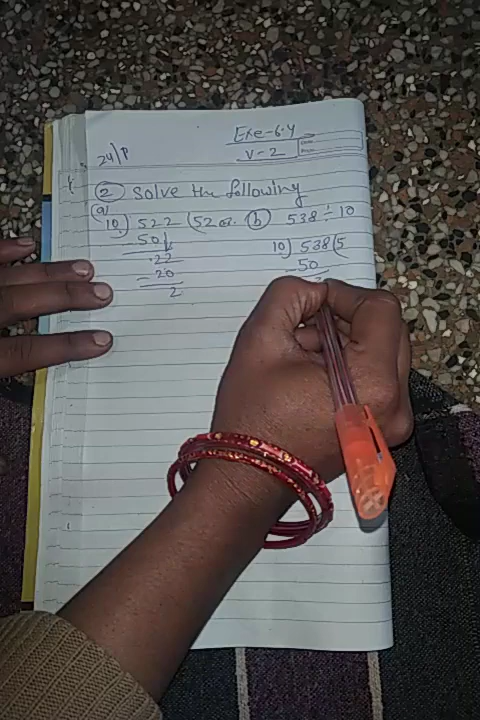 Exe-6.4
24/P
V-2
② Solve the following
(a)
10) 522 (52
- 50↓
22
- 20
2
(b) 538 ÷ 10
10) 538 (5
- 50